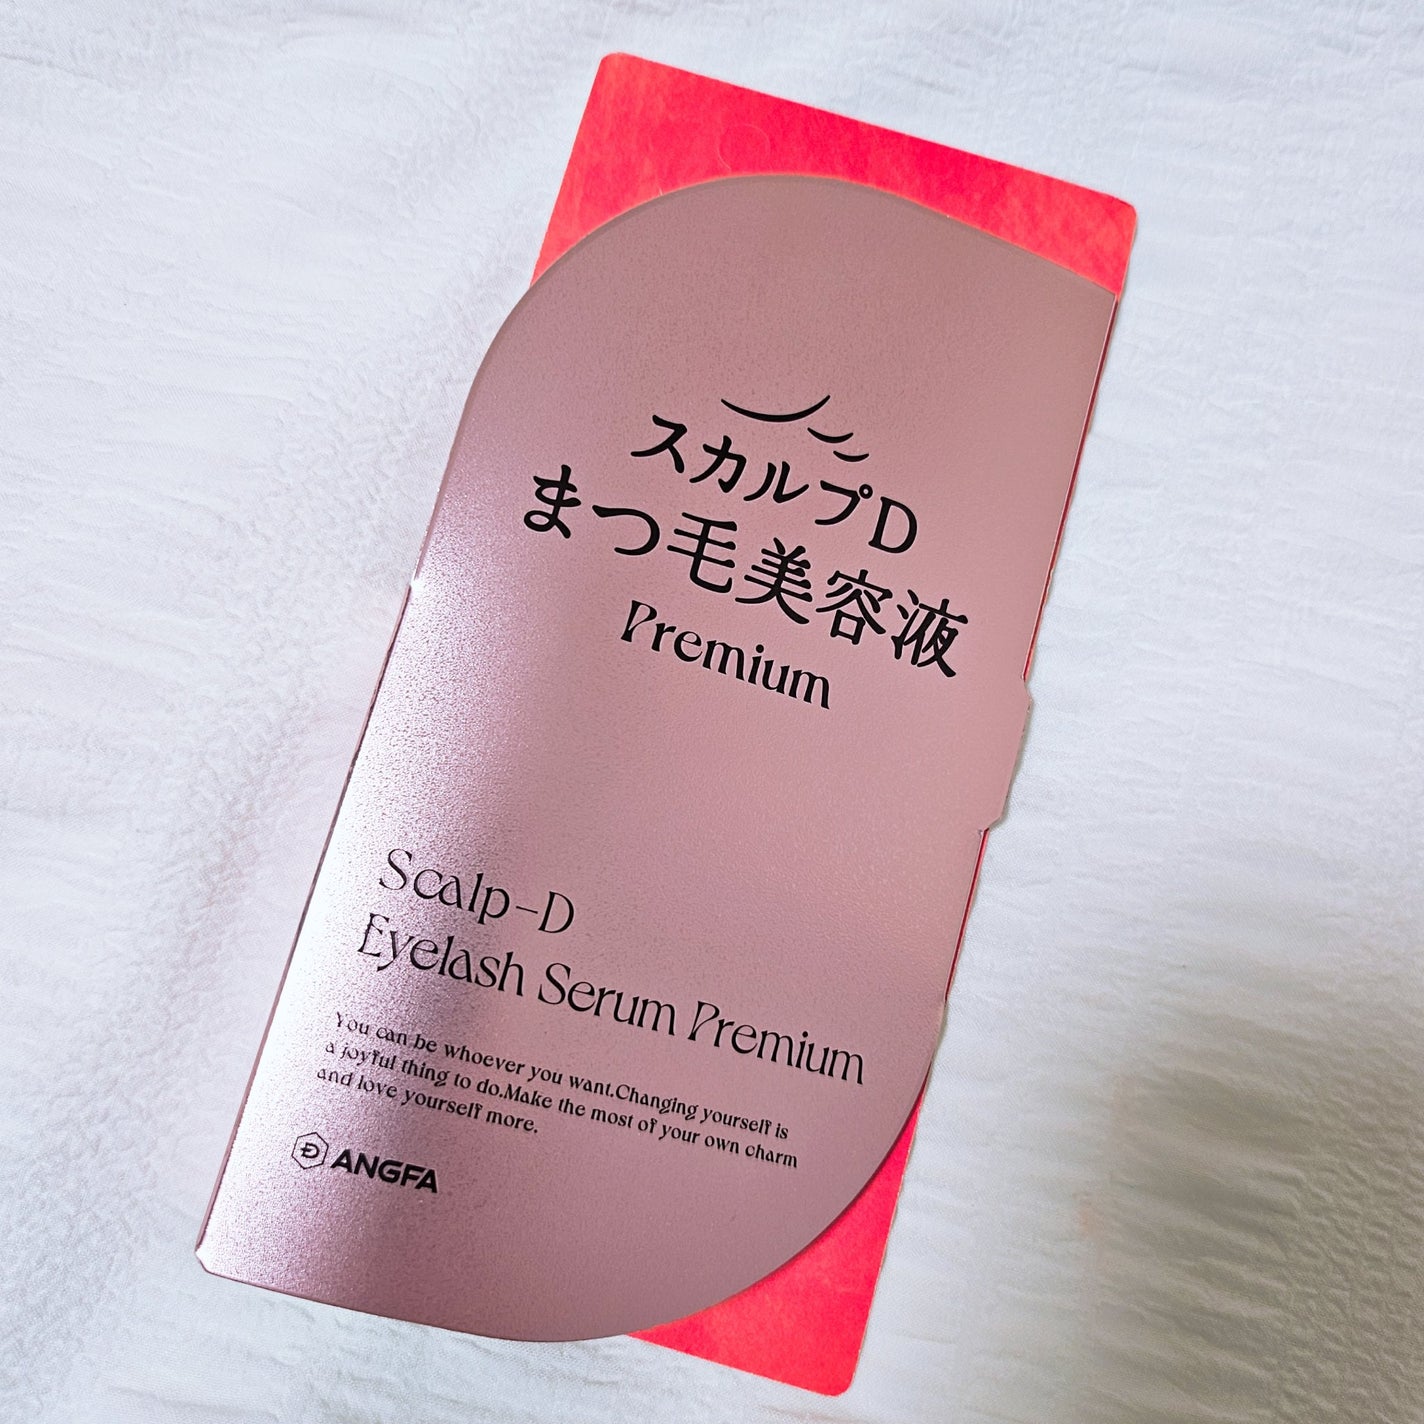 スカルプD
まつ毛美容液
Premium
Scalp-D
Eyelash Serum Premium
You can be whoever you want.Changing yourself is
a joyful thing to do.Make the most of your own charm
and love yourself more.
ANGFA